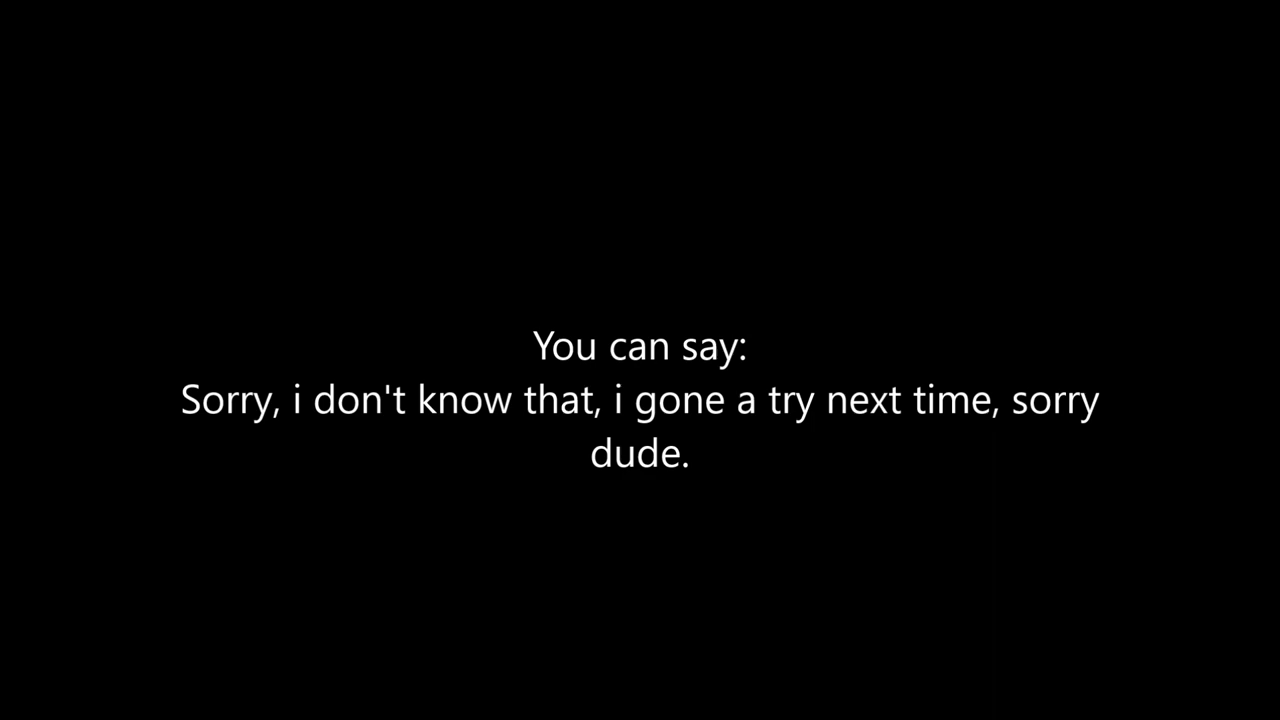 You can say:
Sorry, i don't know that, i gone a try next time, sorry
dude.